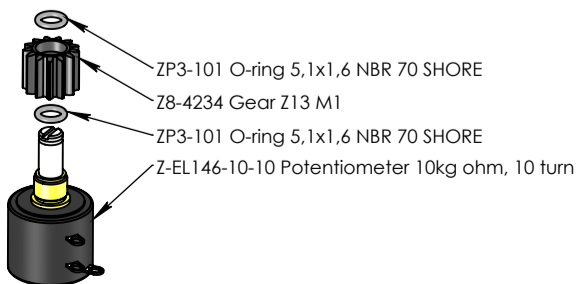 ZP3-101 O-ring 5,1x1,6 NBR 70 SHORE
Z8-4234 Gear Z13 M1
ZP3-101 O-ring 5,1x1,6 NBR 70 SHORE
Z-EL146-10-10 Potentiometer 10kg ohm, 10 turn